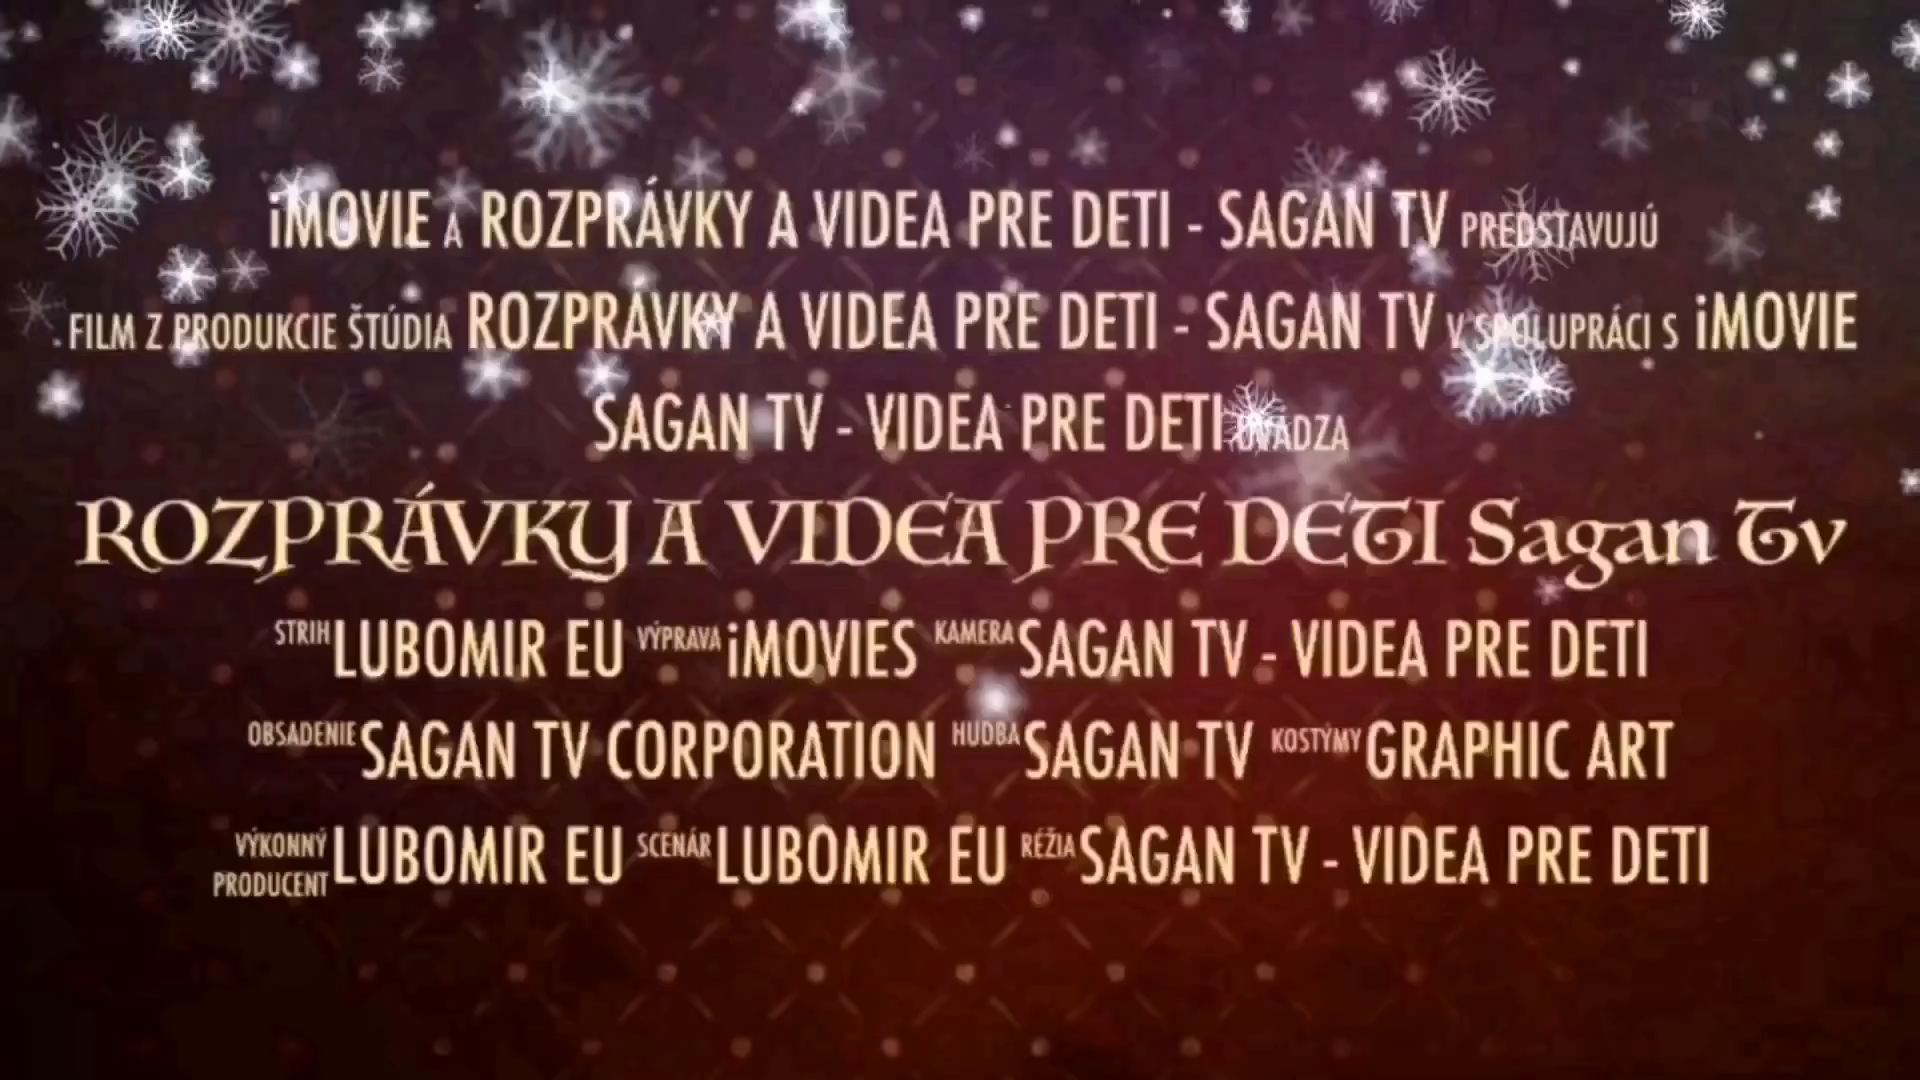 iMOVIE A ROZPRÁVKY A VIDEA PRE DETI - SAGAN TV PREDSTAVUJÚ
FILM Z PRODUKCIE ŠTÚDIA ROZPRÁVKY A VIDEA PRE DETI - SAGAN TV V SPOLUPRÁCI S iMOVIE
SAGAN TV - VIDEA PRE DETI UVÁDZA
ROZPRÁVKY A VIDEA PRE DETI Sagan Tv
STRIH LUBOMIR EU VÝPRAVA iMOVIES KAMERA SAGAN TV - VIDEA PRE DETI
OBSADENIE SAGAN TV CORPORATION HUDBA SAGAN TV KOSTÝMY GRAPHIC ART
VÝKONNÝ PRODUCENT LUBOMIR EU SCENÁR LUBOMIR EU RÉŽIA SAGAN TV - VIDEA PRE DETI